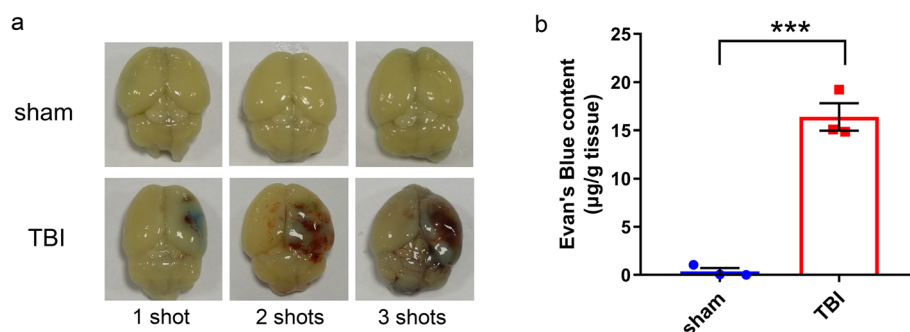 a
sham
TBI
1 shot
2 shots
3 shots
b
***
Evan's Blue content
(µg/g tissue)
25
20
15
10
5
0
sham
TBI